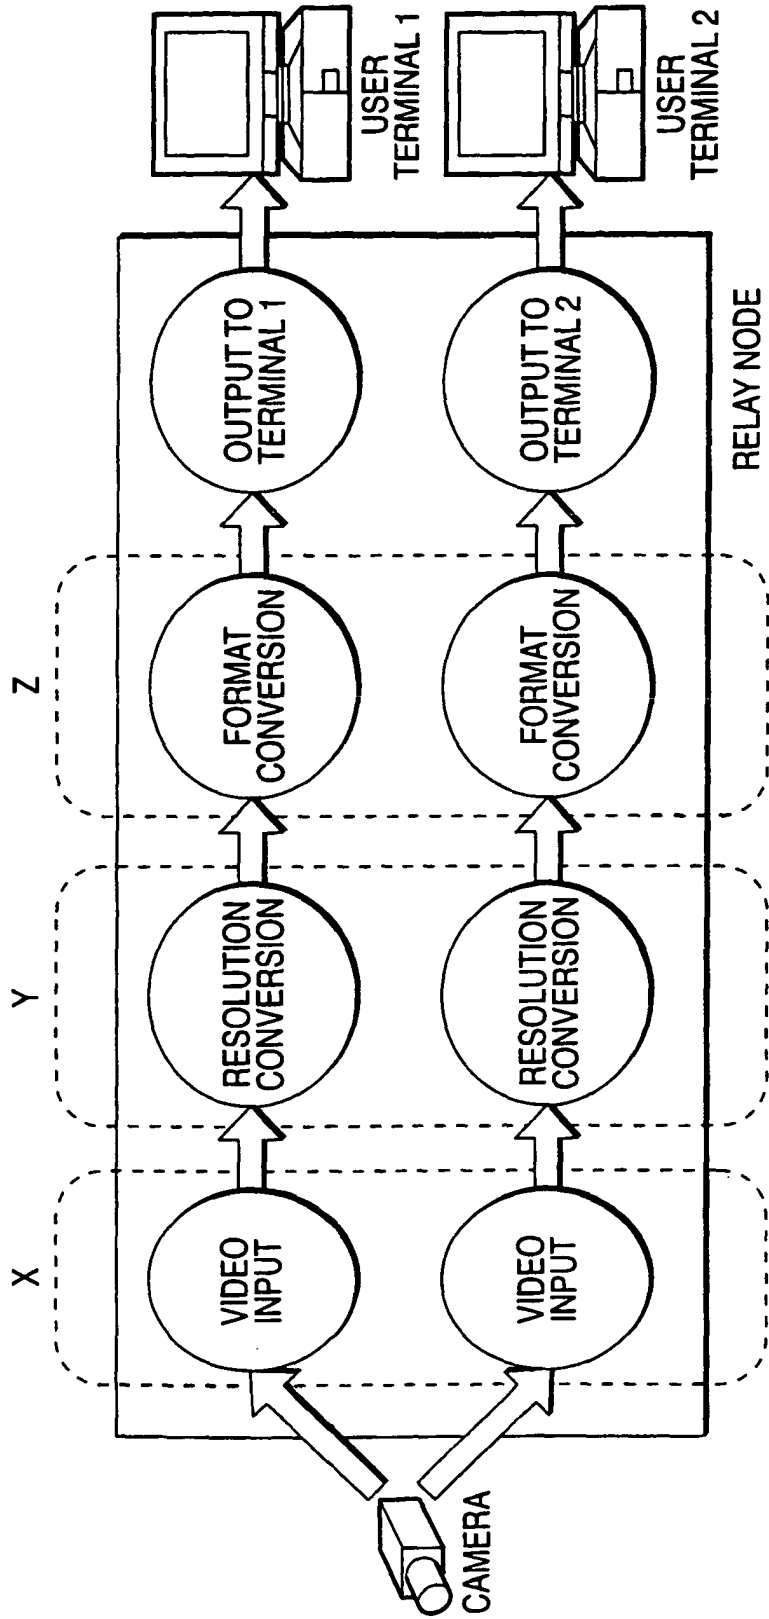 X
Y
Z
CAMERA
VIDEO
INPUT
RESOLUTION
CONVERSION
FORMAT
CONVERSION
OUTPUT TO
TERMINAL 1
USER
TERMINAL 1
VIDEO
INPUT
RESOLUTION
CONVERSION
FORMAT
CONVERSION
OUTPUT TO
TERMINAL 2
USER
TERMINAL 2
RELAY NODE